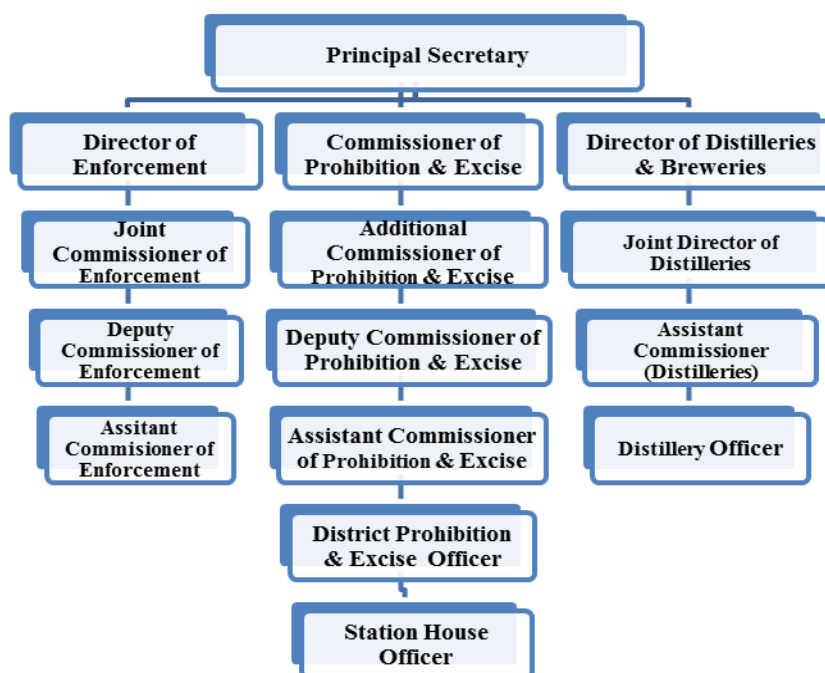 Principal Secretary
Director of
Enforcement
Commissioner of
Prohibition & Excise
Director of Distilleries
& Breweries
Joint
Commissioner of
Enforcement
Additional
Commissioner of
Prohibition & Excise
Joint Director of
Distilleries
Deputy
Commissioner of
Enforcement
Deputy Commissioner of
Prohibition & Excise
Assistant
Commissioner
(Distilleries)
Assitant
Commisioner of
Enforcement
Assistant Commissioner
of Prohibition & Excise
Distillery Officer
District Prohibition
& Excise Officer
Station House
Officer